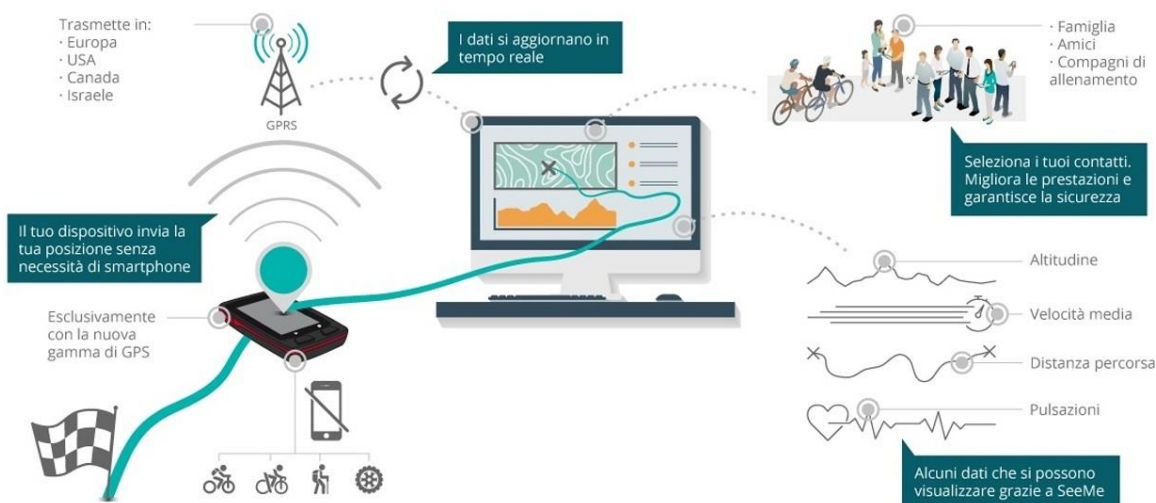 Trasmette in:
· Europa
· USA
· Canada
· Israele
GPRS
I dati si aggiornano in
tempo reale
· Famiglia
· Amici
· Compagni di
allenamento
Seleziona i tuoi contatti.
Migliora le prestazioni e
garantisce la sicurezza
Il tuo dispositivo invia la
tua posizione senza
necessità di smartphone
Esclusivamente
con la nuova
gamma di GPS
Altitudine
Velocità media
Distanza percorsa
Pulsazioni
Alcuni dati che si possono
visualizzare grazie a SeeMe